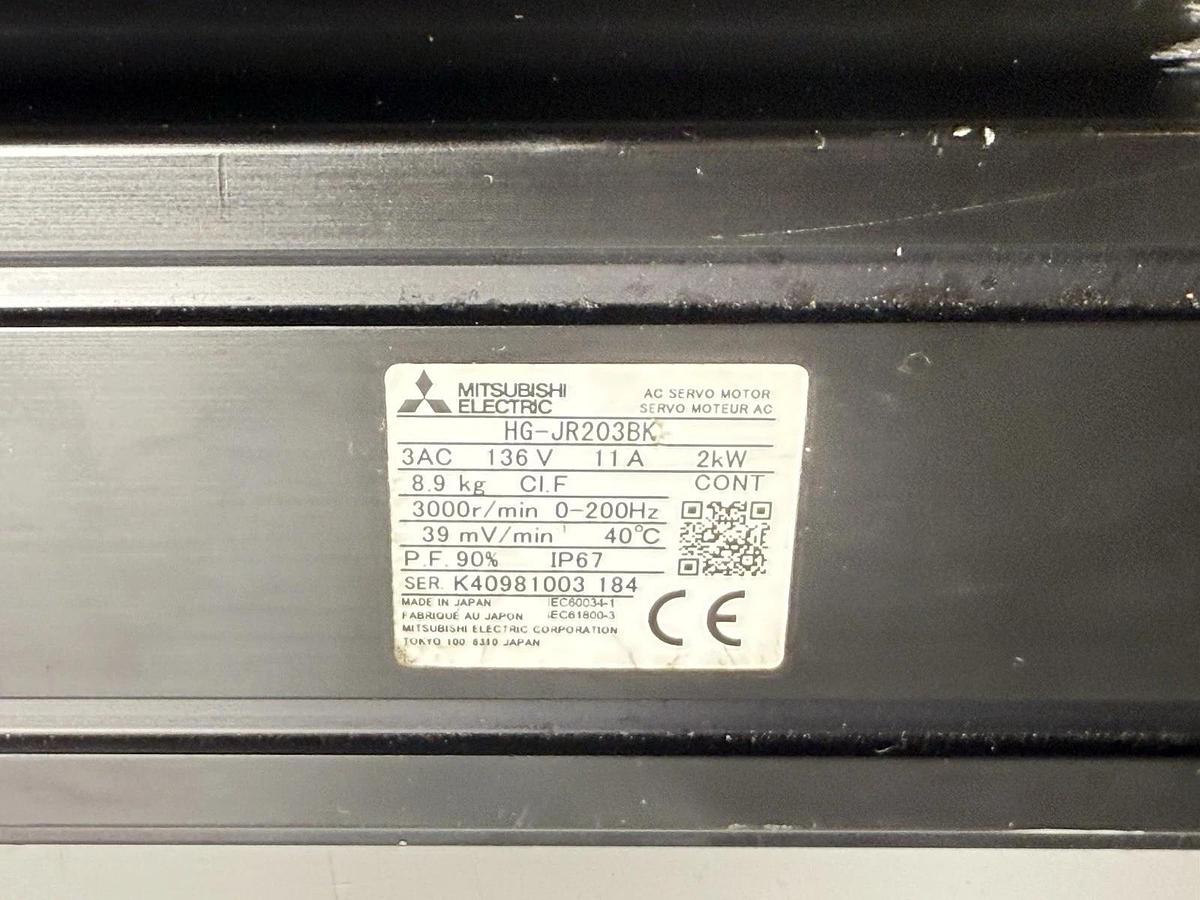 MITSUBISHI
ELECTRIC
AC SERVO MOTOR
SERVO MOTEUR AC
HG-JR203BK
3AC 136 V 11 A 2kW
8.9 kg CI.F CONT
3000r/min 0-200Hz
39 mV/min⁻¹ 40°C
P.F. 90% IP67
SER. K40981003 184
MADE IN JAPAN IEC60034-1
FABRIQUÉ AU JAPON IEC61800-3
MITSUBISHI ELECTRIC CORPORATION
TOKYO 100 8310 JAPAN
CE